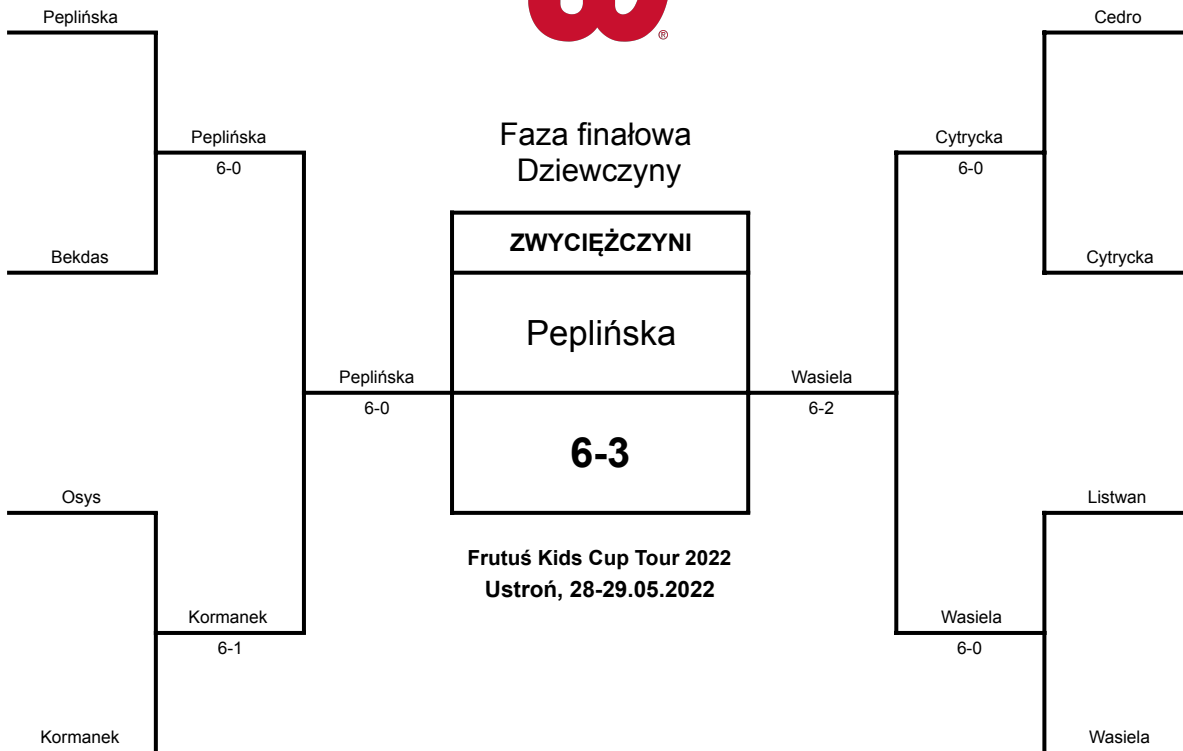 Peplińska
Cedro
Peplińska
6-0
Faza finałowa
Dziewczyny
Cytrycka
6-0
Bekdas
ZWYCIĘŻCZYNI
Cytrycka
Peplińska
Peplińska
6-0
Wasiela
6-2
6-3
Osys
Listwan
Frutuś Kids Cup Tour 2022
Ustroń, 28-29.05.2022
Kormanek
6-1
Wasiela
6-0
Kormanek
Wasiela